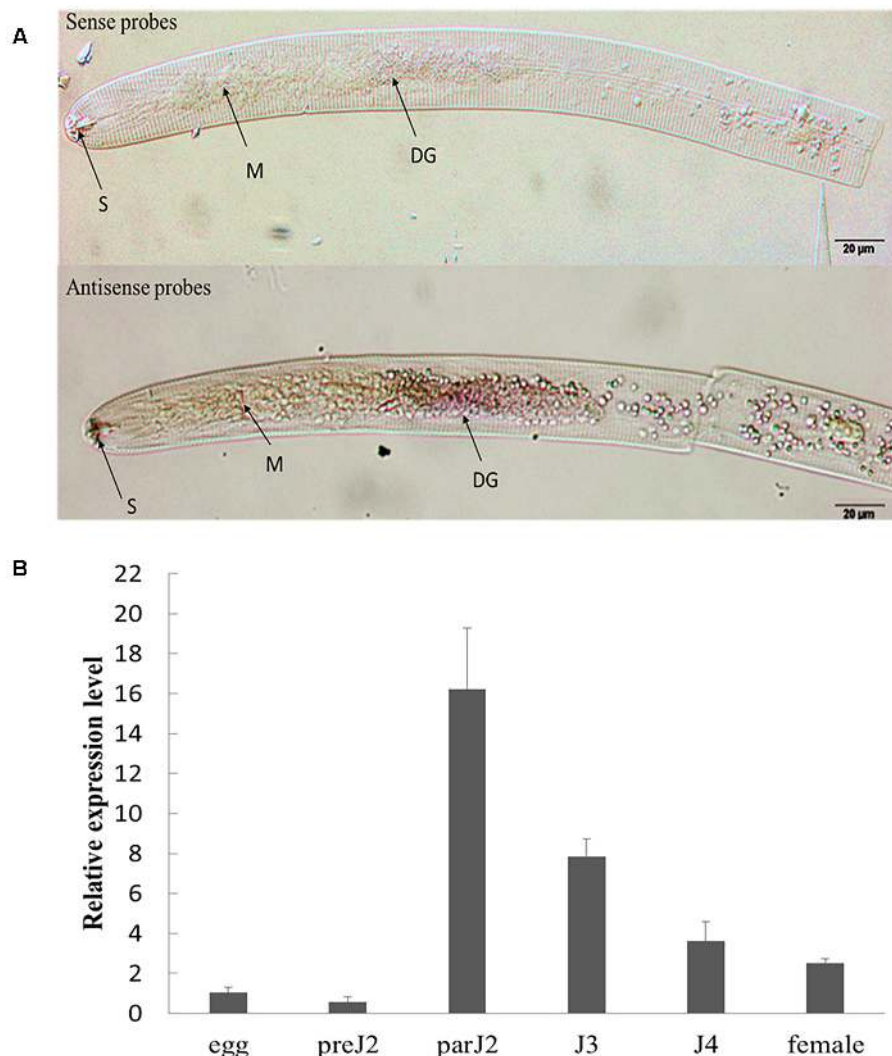 A
Sense probes
S
M
DG
20 µm
Antisense probes
S
M
DG
20 µm
B
Relative expression level
22
20
18
16
14
12
10
8
6
4
2
0
egg preJ2 parJ2 J3 J4 female